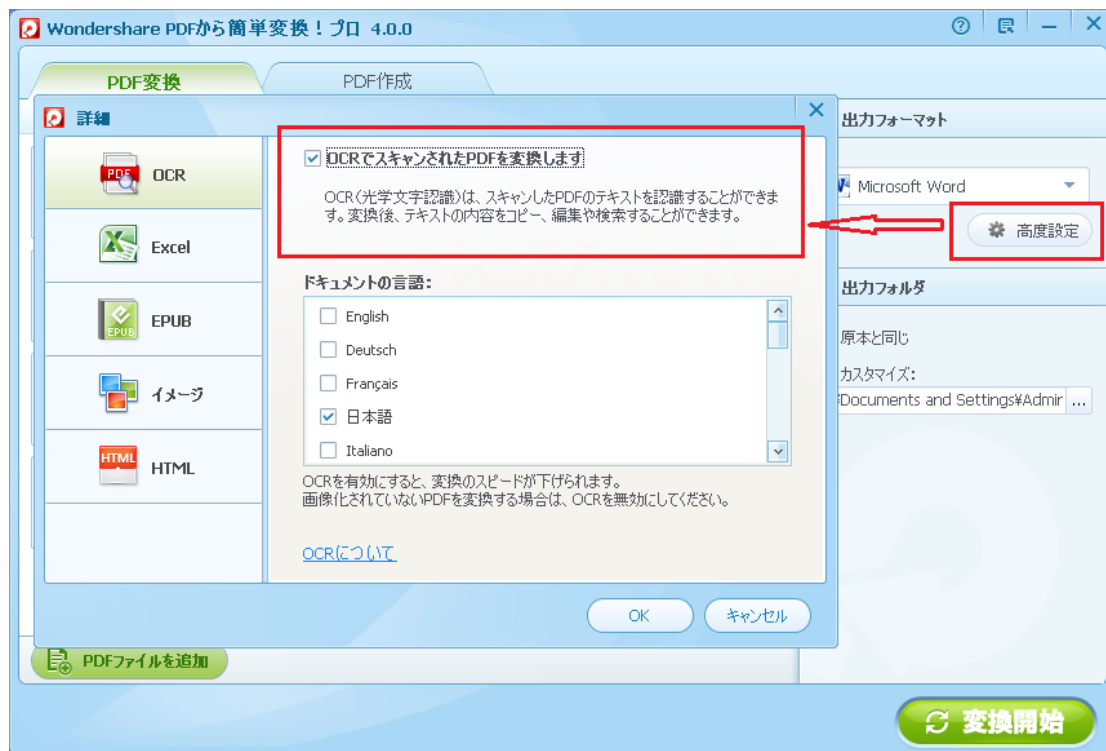 Wondershare PDFから簡単変換！プロ 4.0.0
PDF変換
PDF作成
詳細
OCR
Excel
EPUB
イメージ
HTML
OCRでスキャンされたPDFを変換します
OCR(光学文字認識)は、スキャンしたPDFのテキストを認識することができま
す。変換後、テキストの内容をコピー、編集や検索することができます。
ドキュメントの言語：
English
Deutsch
Français
日本語
Italiano
OCRを有効にすると、変換のスピードが下げられます。
画像化されていないPDFを変換する場合は、OCRを無効にしてください。
OCRについて
OK
キャンセル
出力フォーマット
Microsoft Word
高度設定
出力フォルダ
原本と同じ
カスタマイズ：
¥Documents and Settings¥Admir ...
PDFファイルを追加
変換開始